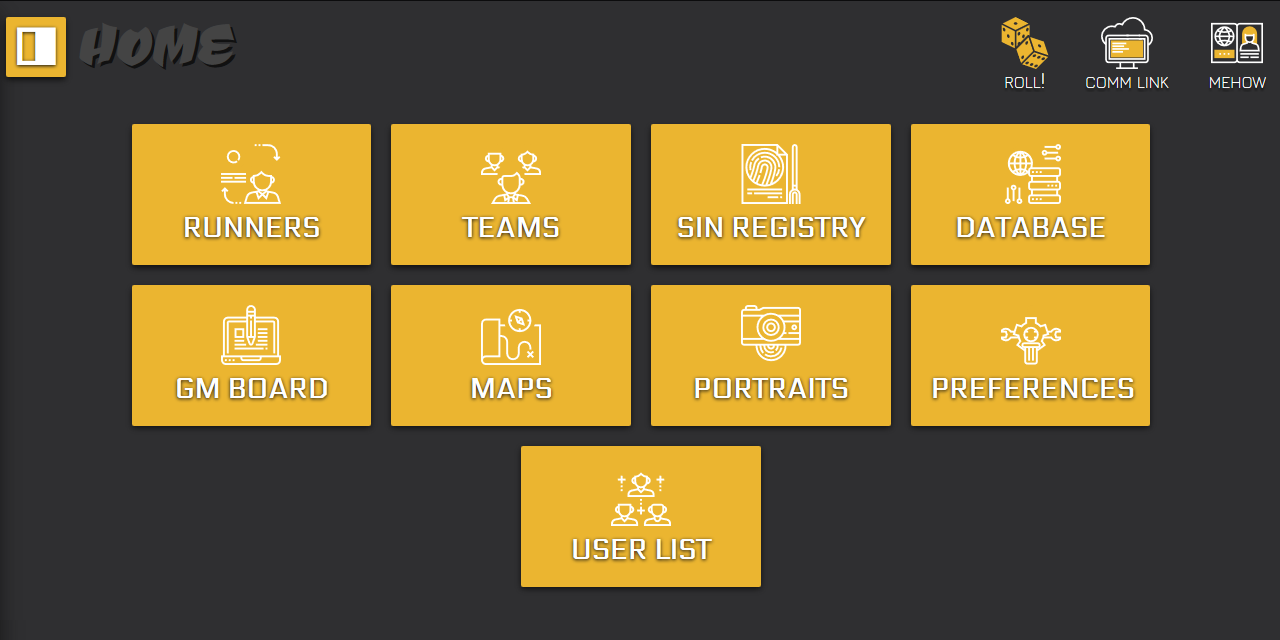 HOME
ROLL!
COMM LINK
MEHOW
RUNNERS
TEAMS
SIN REGISTRY
DATABASE
GM BOARD
MAPS
PORTRAITS
PREFERENCES
USER LIST